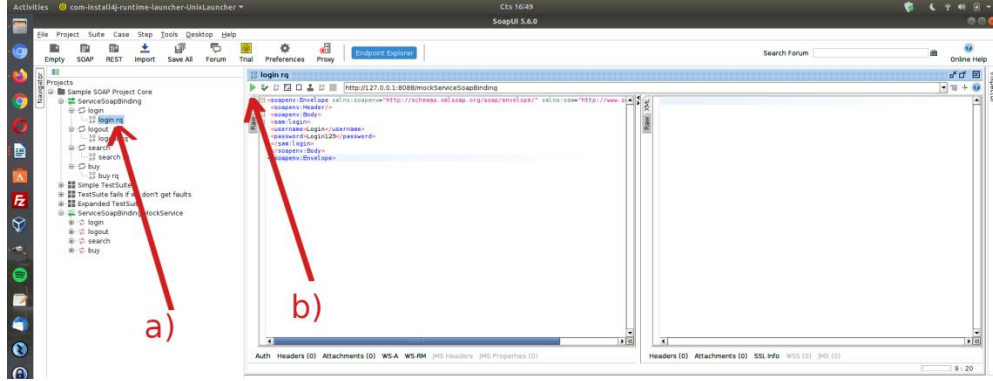 Activities com-install4j-runtime-launcher-UnixLauncher Cts 16:49
SoapUI 5.6.0
File Project Suite Case Step Tools Desktop Help
Empty SOAP REST Import Save All Forum Trial Preferences Proxy Endpoint Explorer Search Forum Online Help
Navigator
Projects
Sample SOAP Project Core
ServiceSoapBinding
login
login rq
logout
search
search
buy
buy rq
Simple TestSuite
TestSuite fails if we don't get faults
Expanded TestSuite
ServiceSoapBinding MockService
login
logout
search
buy
a)
login rq
http://127.0.0.1:8088/mockServiceSoapBinding
<soapenv:Envelope xmlns:soapenv="http://schemas.xmlsoap.org/soap/envelope/" xmlns:sam="http://www.s
<soapenv:Header/>
<soapenv:Body>
<sam:login>
<username>Login</username>
<password>Login123</password>
</sam:login>
</soapenv:Body>
soapenv:Envelope>
b)
Auth Headers (0) Attachments (0) WS-A WS-RM JMS Headers JMS Properties (0)
XML
Raw
Headers (0) Attachments (0) SSL Info WSS (0) JMS (0)
9 : 20